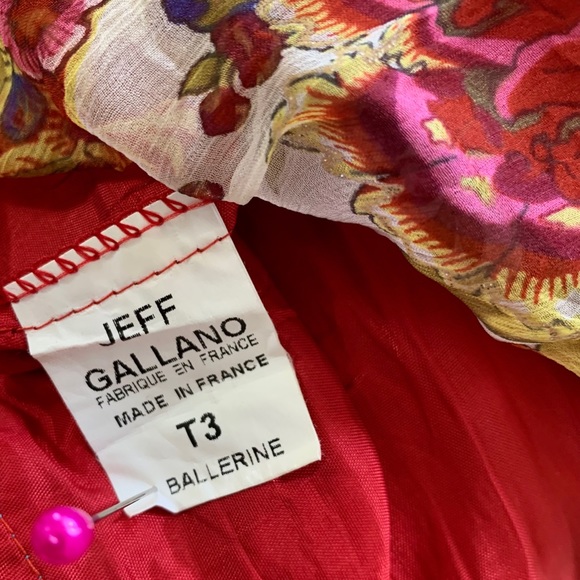 JEFF
GALLANO
FABRIQUE EN FRANCE
MADE IN FRANCE
T3
BALLERINE